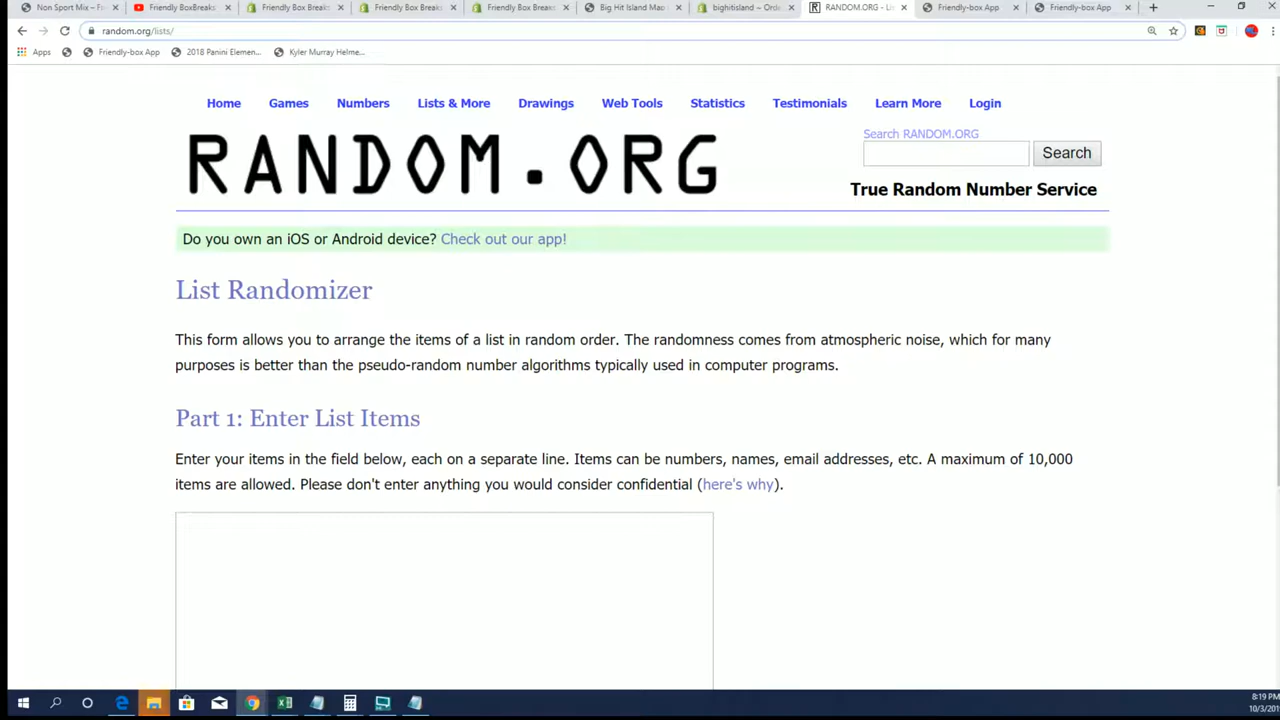 Non Sport Mix – Fr
Friendly BoxBreaks
Friendly Box Breaks
Friendly Box Breaks
Friendly Box Breaks
Big Hit Island Mao
bighitisland ~ Orde
RANDOM.ORG - Li
Friendly-box App
Friendly-box App
random.org/lists/
Apps
Friendly-box App
2018 Panini Elemen...
Kyler Murray Helme...
Home
Games
Numbers
Lists & More
Drawings
Web Tools
Statistics
Testimonials
Learn More
Login
RANDOM.ORG
Search RANDOM.ORG
Search
True Random Number Service
Do you own an iOS or Android device? Check out our app!
List Randomizer
This form allows you to arrange the items of a list in random order. The randomness comes from atmospheric noise, which for many
purposes is better than the pseudo-random number algorithms typically used in computer programs.
Part 1: Enter List Items
Enter your items in the field below, each on a separate line. Items can be numbers, names, email addresses, etc. A maximum of 10,000
items are allowed. Please don't enter anything you would consider confidential (here's why).
8:19 PM
10/3/201